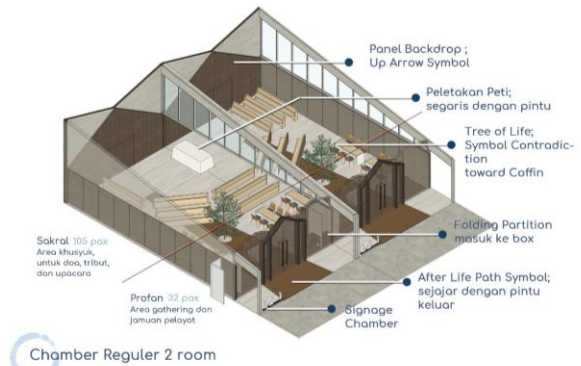 Panel Backdrop ;
Up Arrow Symbol
Peletakan Peti;
segaris dengan pintu
Tree of Life;
Symbol Contradic-
tion
toward Coffin
Folding Partition
masuk ke box
After Life Path Symbol;
sejajar dengan pintu
keluar
Signage
Chamber
Sakral 105 pax
Area khusyuk,
untuk doa, tribut,
dan upacara
Profan 32 pax
Area gathering dan
jamuan pelayat
Chamber Reguler 2 room